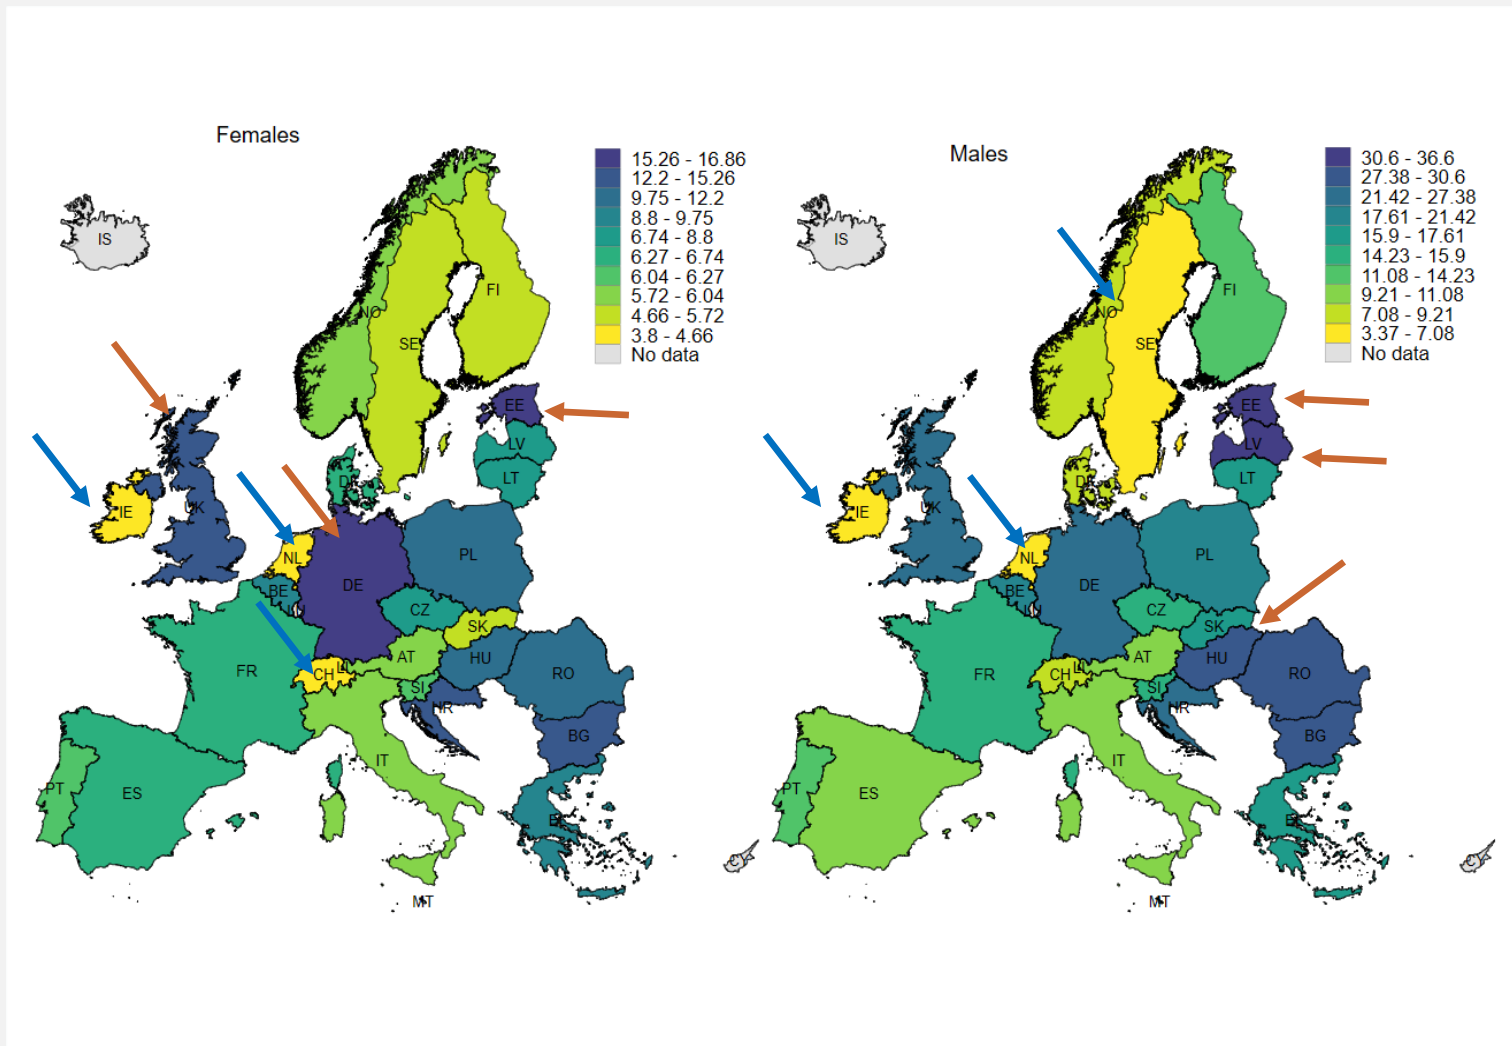 Females
15.26 - 16.86
12.2 - 15.26
9.75 - 12.2
8.8 - 9.75
6.74 - 8.8
6.27 - 6.74
6.04 - 6.27
5.72 - 6.04
4.66 - 5.72
3.8 - 4.66
No data
IS
FI
NO
SE
EE
LV
LT
IE
UK
NL
PL
DE
BE
CZ
SK
AT
HU
FR
CH
LI
SI
RO
HR
BG
IT
PT
ES
EL
MT
Males
30.6 - 36.6
27.38 - 30.6
21.42 - 27.38
17.61 - 21.42
15.9 - 17.61
14.23 - 15.9
11.08 - 14.23
9.21 - 11.08
7.08 - 9.21
3.37 - 7.08
No data
IS
FI
NO
SE
EE
LV
LT
IE
UK
NL
PL
DE
BE
CZ
SK
AT
HU
FR
CH
LI
SI
RO
HR
BG
IT
PT
ES
EL
MT